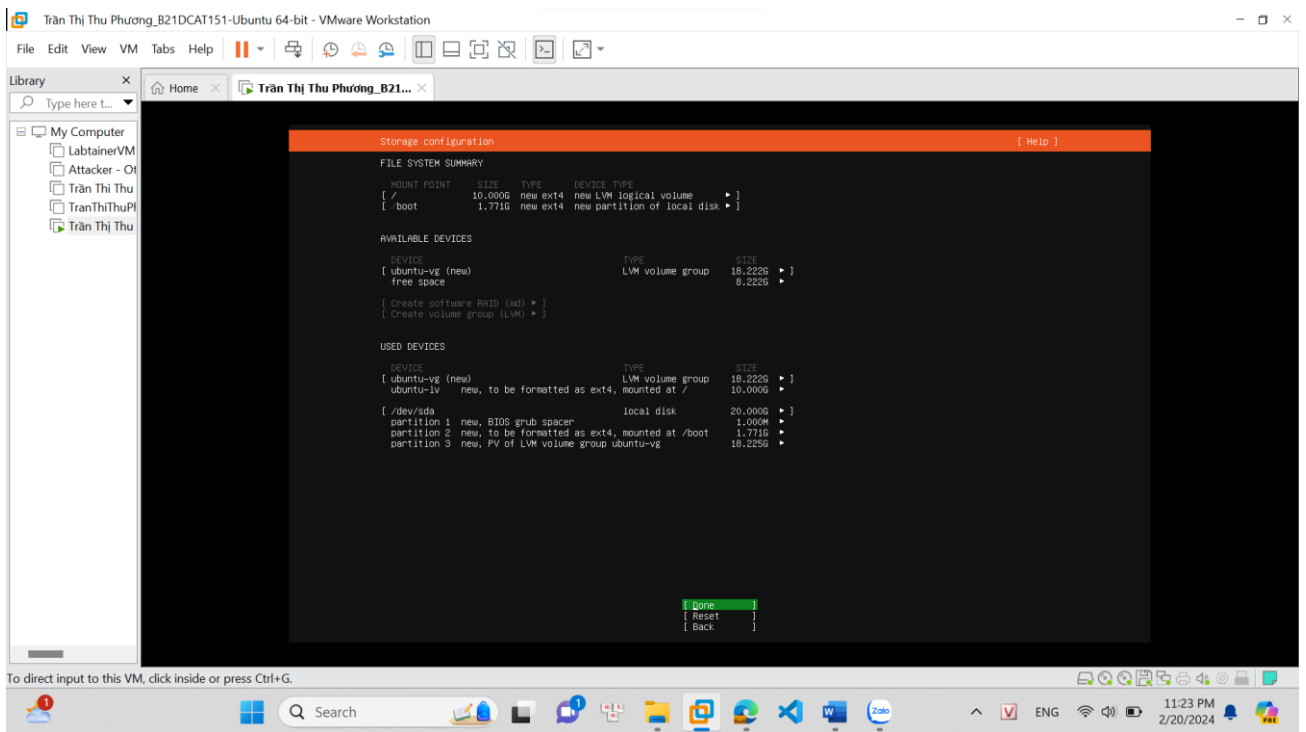 Trần Thị Thu Phương_B21DCAT151-Ubuntu 64-bit - VMware Workstation
File Edit View VM Tabs Help
Library
Home
Trần Thị Thu Phương_B21...
Type here t...
My Computer
LabtainerVM
Attacker - Ot
Trần Thi Thu
TranThiThuPh
Trần Thị Thu
Storage configuration [ Help ]
FILE SYSTEM SUMMARY
MOUNT POINT SIZE TYPE DEVICE TYPE
[ / 10.000G new ext4 new LVM logical volume ▸ ]
[ /boot 1.771G new ext4 new partition of local disk ▸ ]
AVAILABLE DEVICES
DEVICE TYPE SIZE
[ ubuntu-vg (new) LVM volume group 18.222G ▸ ]
free space 8.222G ▸
[ Create software RAID (md) ▸ ]
[ Create volume group (LVM) ▸ ]
USED DEVICES
DEVICE TYPE SIZE
[ ubuntu-vg (new) LVM volume group 18.222G ▸ ]
ubuntu-lv new, to be formatted as ext4, mounted at / 10.000G ▸
[ /dev/sda local disk 20.000G ▸ ]
partition 1 new, BIOS grub spacer 1.000M ▸
partition 2 new, to be formatted as ext4, mounted at /boot 1.771G ▸
partition 3 new, PV of LVM volume group ubuntu-vg 18.225G ▸
[ Done ]
[ Reset ]
[ Back ]
To direct input to this VM, click inside or press Ctrl+G.
1
Search
1
Zalo
V
ENG
11:23 PM
2/20/2024
PRE